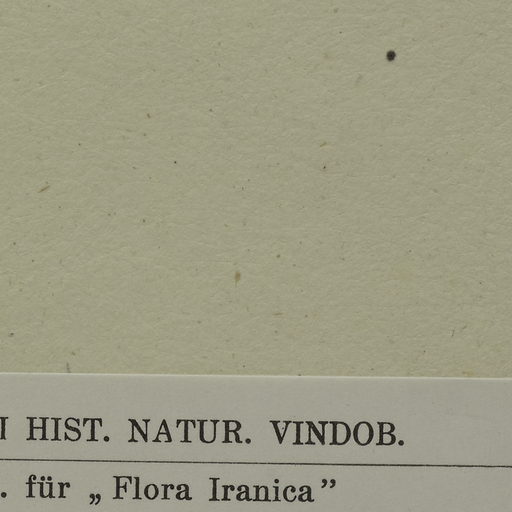 I HIST. NATUR. VINDOB.
. für „Flora Iranica”